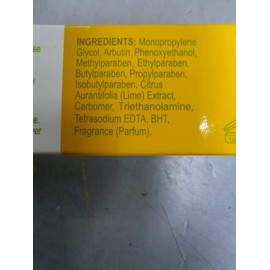 INGREDIENTS: Monopropylene
Glycol, Arbutin, Phenoxyethanol,
Methylparaben, Ethylparaben,
Butylparaben, Propylparaben,
Isobutylparaben, Citrus
Aurantifolia (Lime) Extract,
Carbomer, Triethanolamine,
Tetrasodium EDTA, BHT,
Fragrance (Parfum).